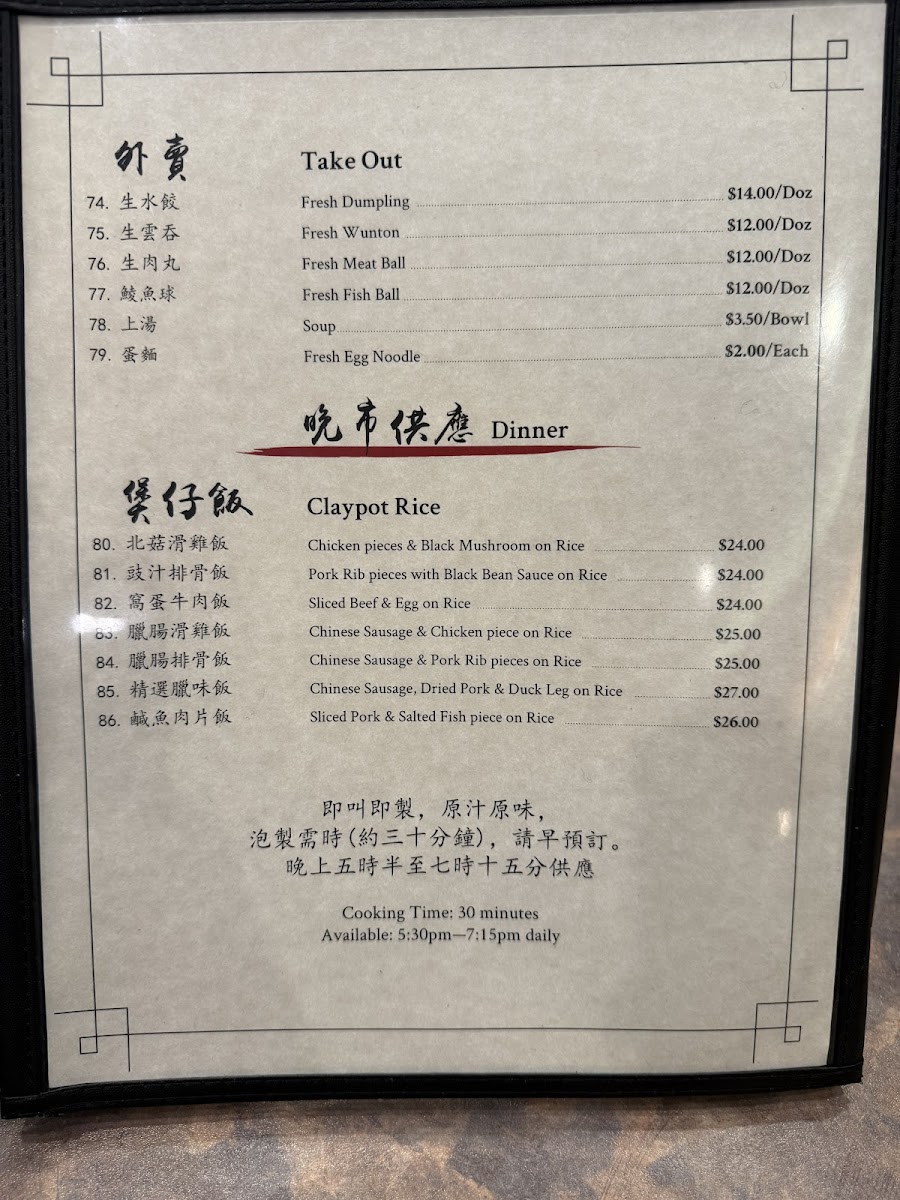 外賣 Take Out
74. 生水餃 Fresh Dumpling $14.00/Doz
75. 生雲吞 Fresh Wunton $12.00/Doz
76. 生肉丸 Fresh Meat Ball $12.00/Doz
77. 鯪魚球 Fresh Fish Ball $12.00/Doz
78. 上湯 Soup $3.50/Bowl
79. 蛋麵 Fresh Egg Noodle $2.00/Each
晚市供應 Dinner
煲仔飯 Claypot Rice
80. 北菇滑雞飯 Chicken pieces & Black Mushroom on Rice $24.00
81. 豉汁排骨飯 Pork Rib pieces with Black Bean Sauce on Rice $24.00
82. 窩蛋牛肉飯 Sliced Beef & Egg on Rice $24.00
83. 臘腸滑雞飯 Chinese Sausage & Chicken piece on Rice $25.00
84. 臘腸排骨飯 Chinese Sausage & Pork Rib pieces on Rice $25.00
85. 精選臘味飯 Chinese Sausage, Dried Pork & Duck Leg on Rice $27.00
86. 鹹魚肉片飯 Sliced Pork & Salted Fish piece on Rice $26.00
即叫即製，原汁原味，
泡製需時(約三十分鐘)，請早預訂。
晚上五時半至七時十五分供應
Cooking Time: 30 minutes
Available: 5:30pm—7:15pm daily